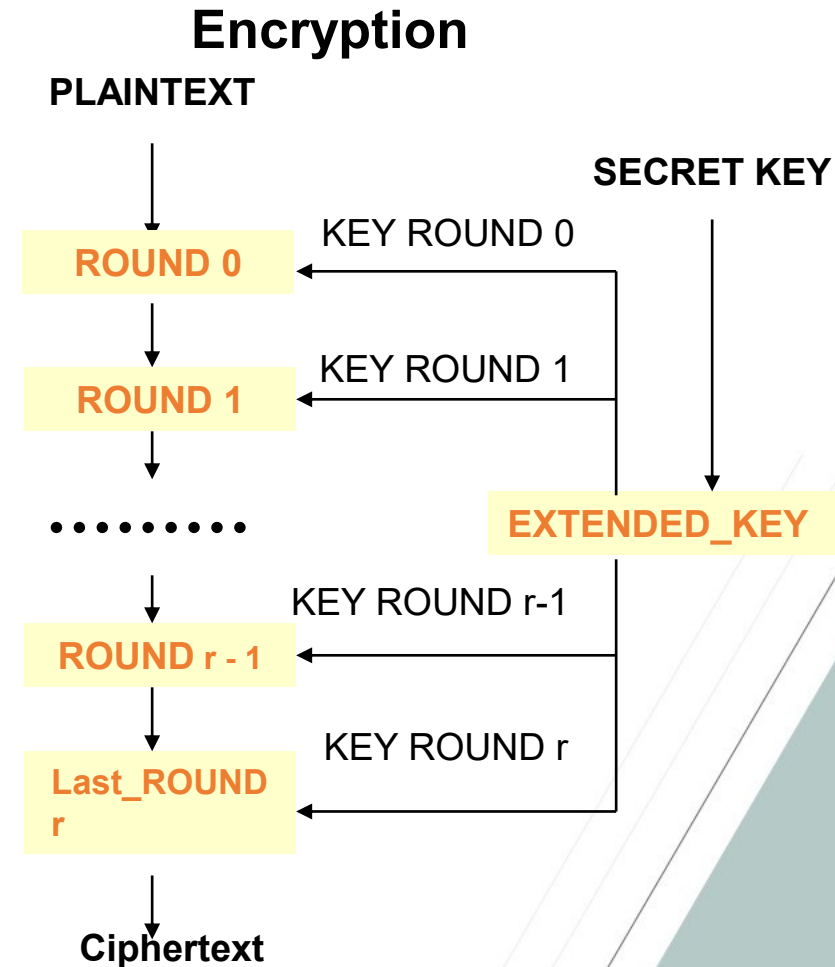 Encryption
PLAINTEXT
SECRET KEY
KEY ROUND 0
ROUND 0
KEY ROUND 1
ROUND 1
EXTENDED_KEY
KEY ROUND r-1
ROUND r - 1
KEY ROUND r
Last_ROUND
r
Ciphertext